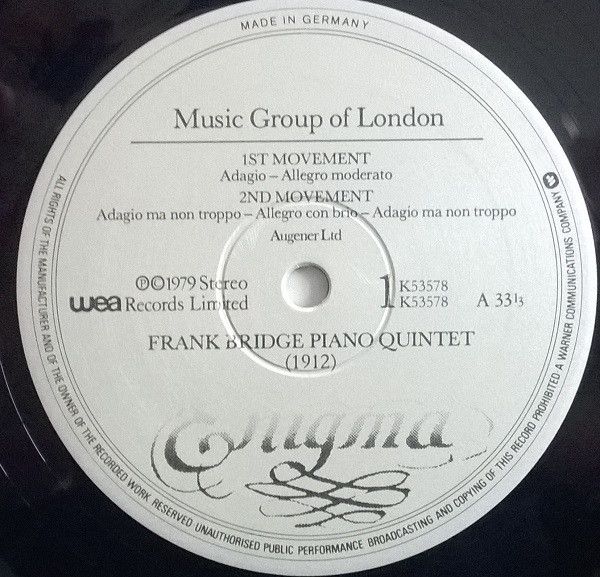 MADE IN GERMANY
Music Group of London
1ST MOVEMENT
Adagio – Allegro moderato
2ND MOVEMENT
Adagio ma non troppo – Allegro con brio – Adagio ma non troppo
Augener Ltd
Ⓟ©1979 Stereo
wea Records Limited
1 K53578
K53578
A 33⅓
FRANK BRIDGE PIANO QUINTET
(1912)
Enigma
ALL RIGHTS OF THE MANUFACTURER AND OF THE OWNER OF THE RECORDED WORK RESERVED UNAUTHORISED PUBLIC PERFORMANCE BROADCASTING AND COPYING OF THIS RECORD PROHIBITED A WARNER COMMUNICATIONS COMPANY